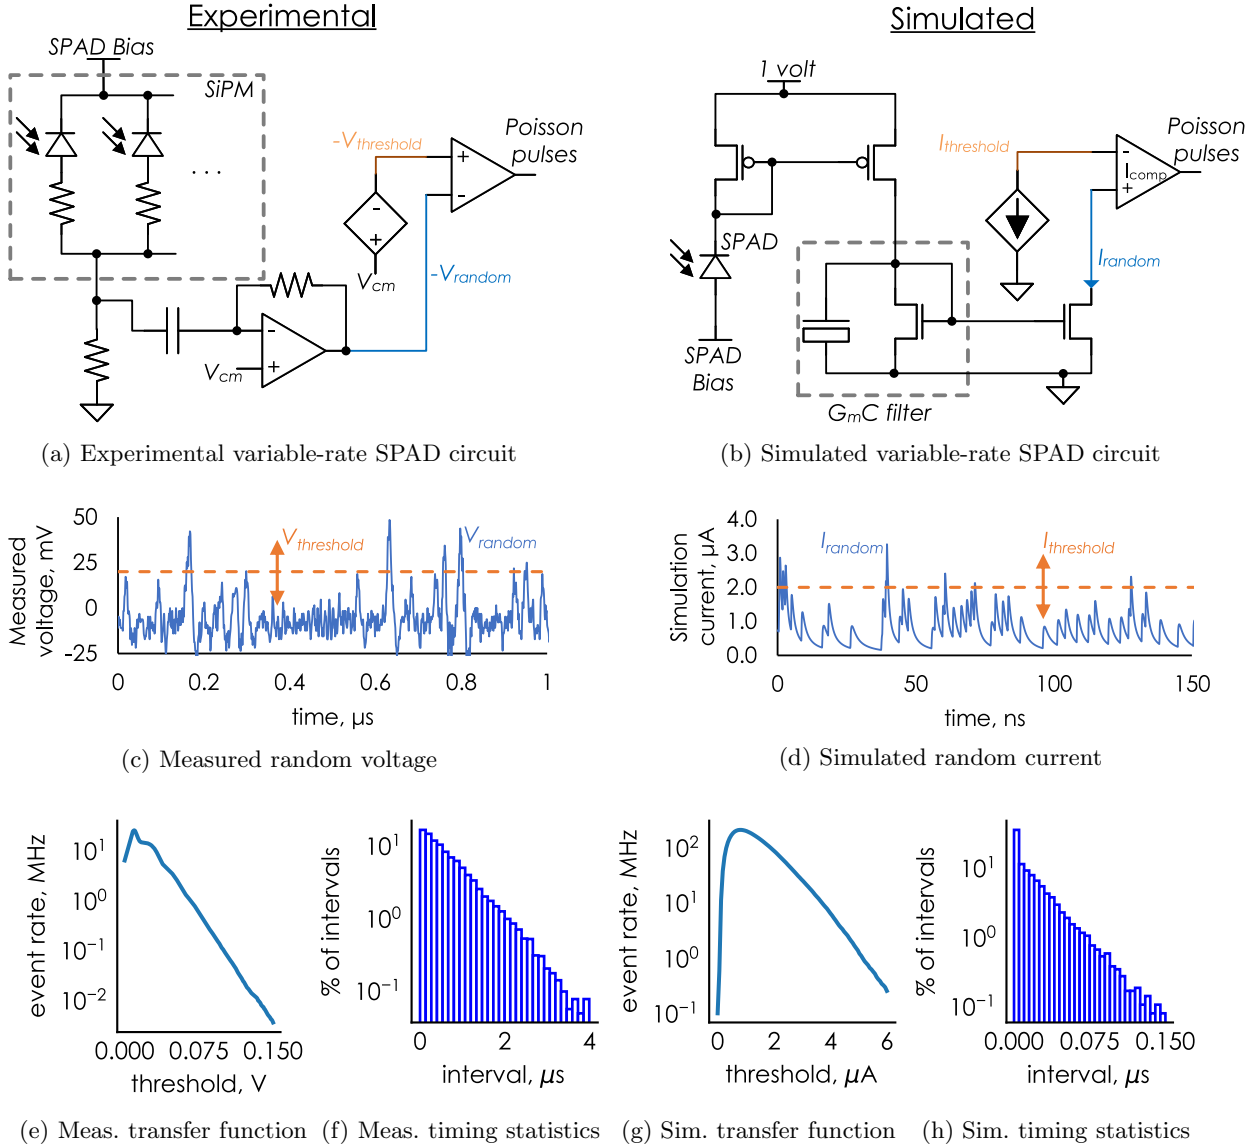 Experimental
Simulated
SPAD Bias
SiPM
. . .
-Vthreshold
Poisson
pulses
+
-
-
+
Vcm
-Vrandom
-
+
Vcm
1 volt
Ithreshold
Poisson
pulses
-
Icomp
+
SPAD
Irandom
SPAD
Bias
GmC filter
(a) Experimental variable-rate SPAD circuit
(b) Simulated variable-rate SPAD circuit
Measured
voltage, mV
50
25
0
-25
Vthreshold
Vrandom
0
0.2
0.4
0.6
0.8
1
time, µs
(c) Measured random voltage
Simulation
current, µA
4.0
3.0
2.0
1.0
0.0
Irandom
Ithreshold
0
50
100
150
time, ns
(d) Simulated random current
event rate, MHz
10^1
10^0
10^-1
10^-2
0.000
0.075
0.150
threshold, V
(e) Meas. transfer function
% of intervals
10^1
10^0
10^-1
0
2
4
interval, µs
(f) Meas. timing statistics
event rate, MHz
10^2
10^1
10^0
10^-1
0
6
threshold, µA
(g) Sim. transfer function
% of intervals
10^1
10^0
10^-1
0.000
0.075
0.150
interval, µs
(h) Sim. timing statistics